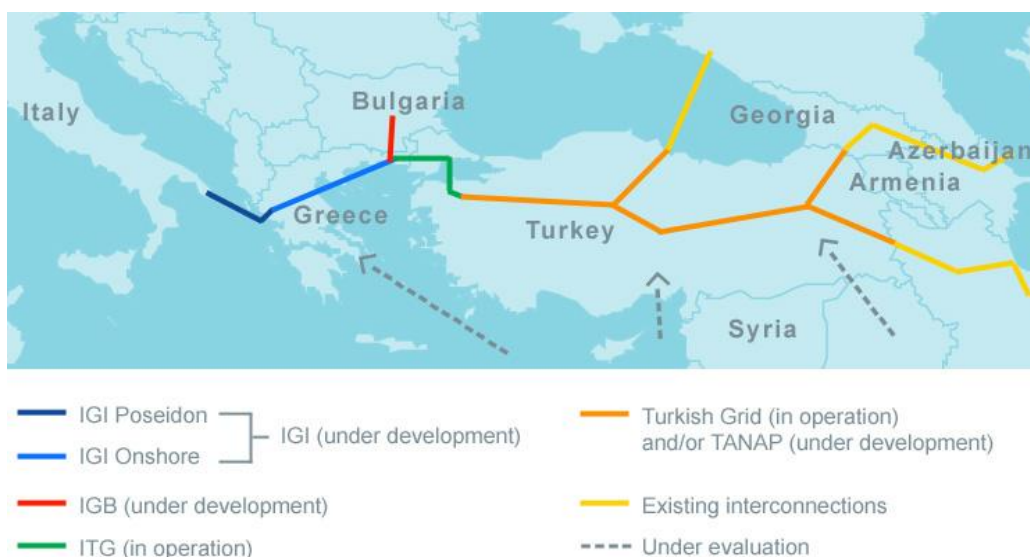 Italy
Bulgaria
Georgia
Azerbaijan
Armenia
Greece
Turkey
Syria
IGI Poseidon
IGI (under development)
IGI Onshore
IGB (under development)
ITG (in operation)
Turkish Grid (in operation)
and/or TANAP (under development)
Existing interconnections
Under evaluation